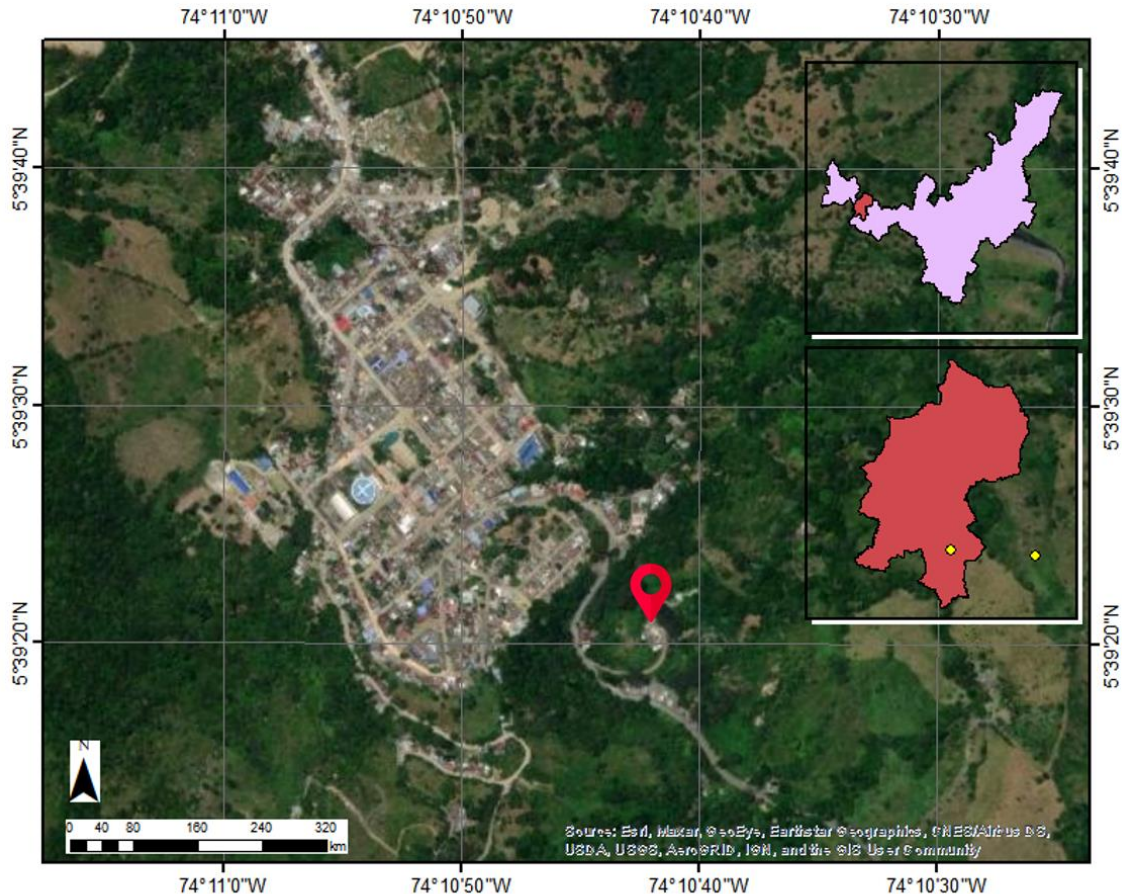 74°11'0"W 74°10'50"W 74°10'40"W 74°10'30"W
5°39'40"N 5°39'40"N
5°39'30"N 5°39'30"N
5°39'20"N 5°39'20"N
N
0 40 80 160 240 320
km
Source: Esri, Maxar, GeoEye, Earthstar Geographics, CNES/Airbus DS,
USDA, USGS, AeroGRID, IGN, and the GIS User Community
74°11'0"W 74°10'50"W 74°10'40"W 74°10'30"W